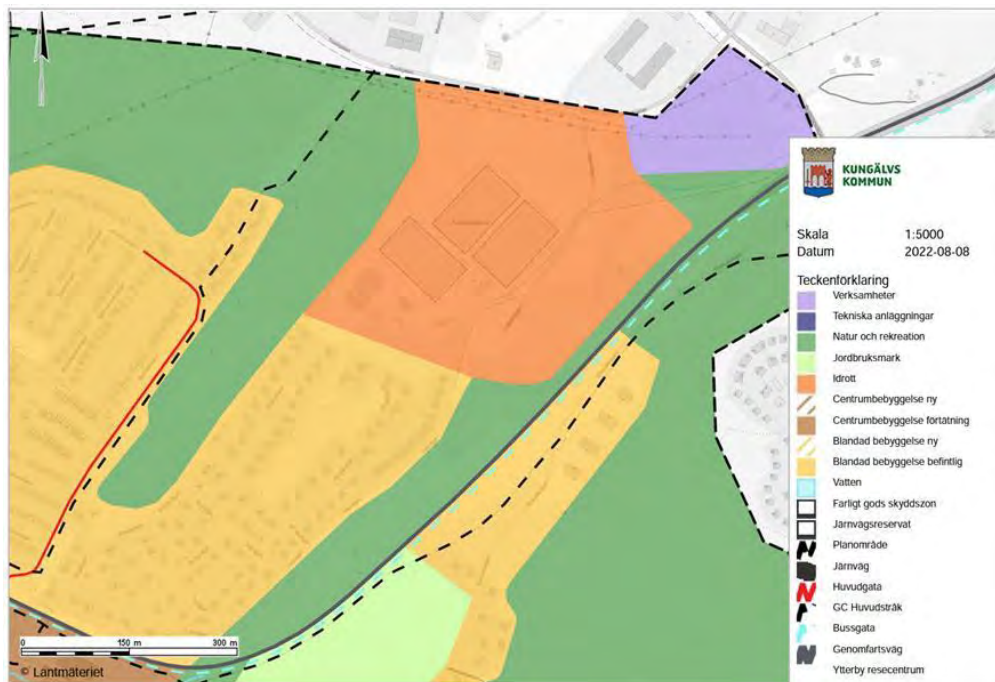 KUNGÄLVS
KOMMUN
Skala 1:5000
Datum 2022-08-08
Teckenförklaring
Verksamheter
Tekniska anläggningar
Natur och rekreation
Jordbruksmark
Idrott
Centrumbebyggelse ny
Centrumbebyggelse förtätning
Blandad bebyggelse ny
Blandad bebyggelse befintlig
Vatten
Farligt gods skyddszon
Järnvägsreservat
Planområde
Järnväg
Huvudgata
GC Huvudstråk
Bussgata
Genomfartsväg
Ytterby resecentrum
0 150 m 300 m
© Lantmäteriet